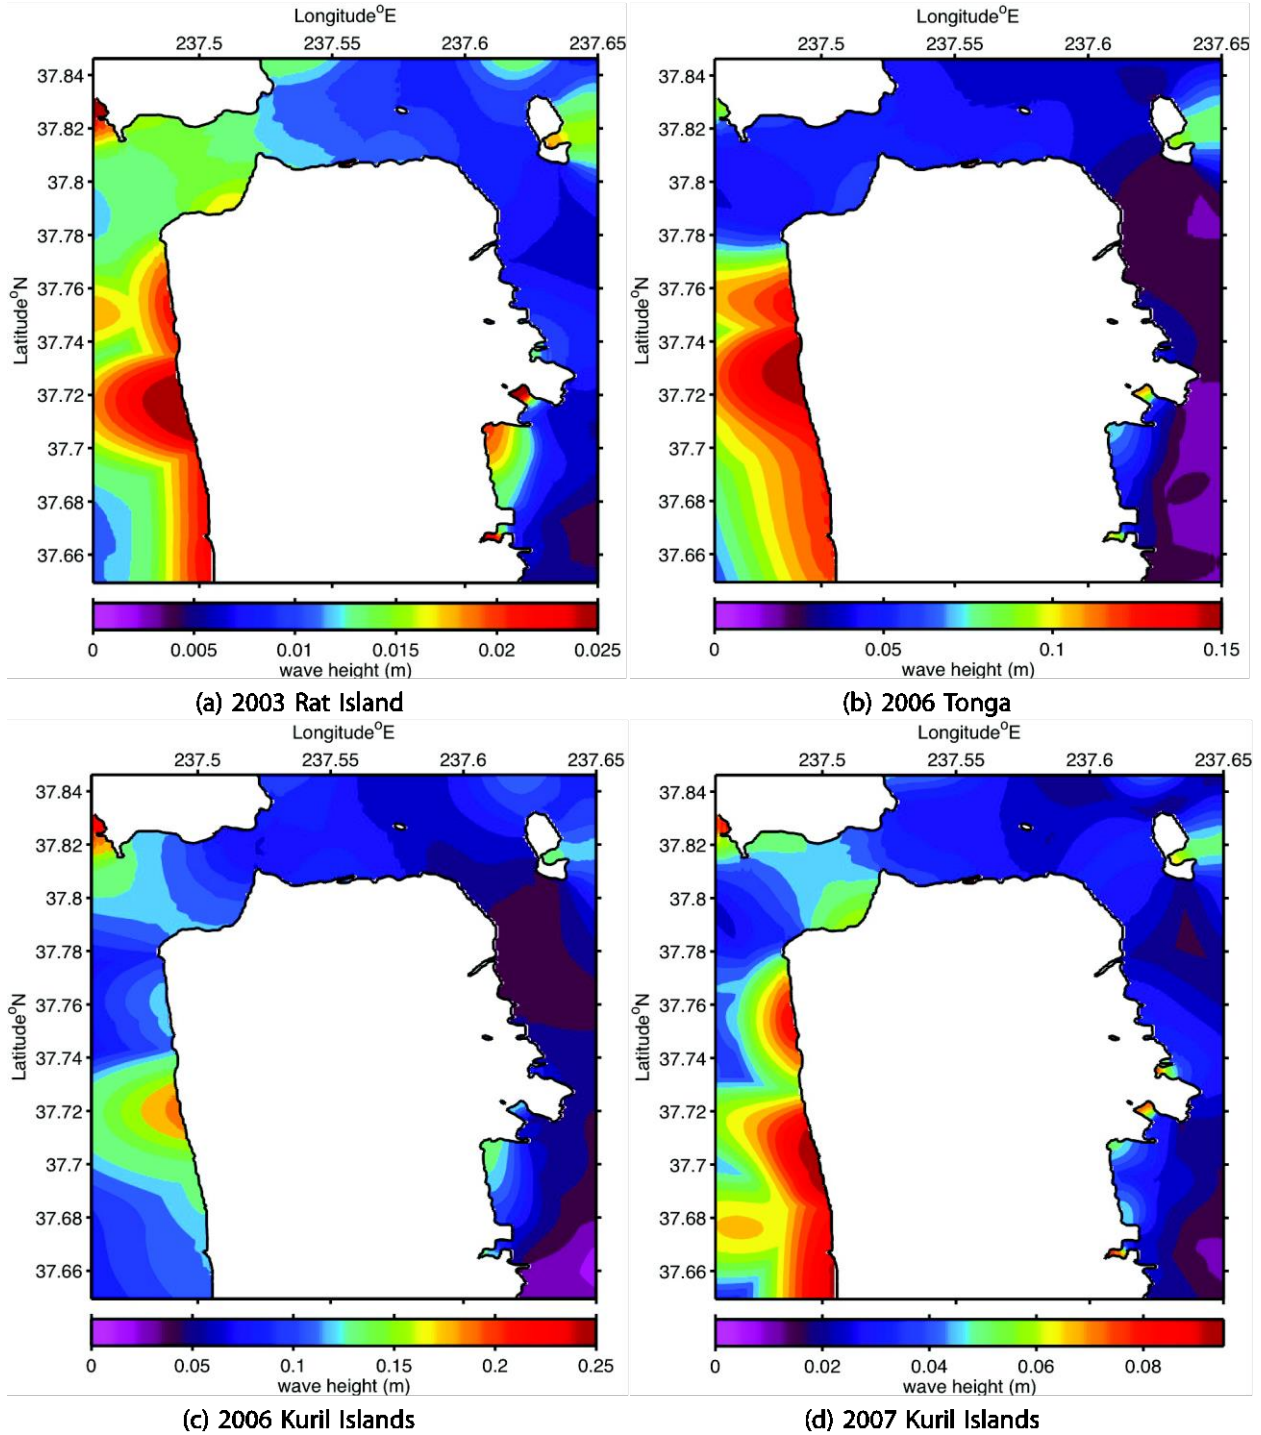 Longitude°E
237.5 237.55 237.6 237.65
37.84
37.82
37.8
37.78
37.76
37.74
37.72
37.7
37.68
37.66
Latitude°N
0 0.005 0.01 0.015 0.02 0.025
wave height (m)
(a) 2003 Rat Island
Longitude°E
237.5 237.55 237.6 237.65
37.84
37.82
37.8
37.78
37.76
37.74
37.72
37.7
37.68
37.66
Latitude°N
0 0.05 0.1 0.15
wave height (m)
(b) 2006 Tonga
Longitude°E
237.5 237.55 237.6 237.65
37.84
37.82
37.8
37.78
37.76
37.74
37.72
37.7
37.68
37.66
Latitude°N
0 0.05 0.1 0.15 0.2 0.25
wave height (m)
(c) 2006 Kuril Islands
Longitude°E
237.5 237.55 237.6 237.65
37.84
37.82
37.8
37.78
37.76
37.74
37.72
37.7
37.68
37.66
Latitude°N
0 0.02 0.04 0.06 0.08
wave height (m)
(d) 2007 Kuril Islands